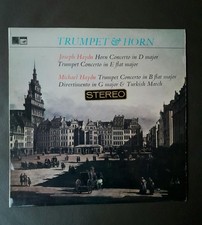 TRUMPET & HORN
Joseph Haydn Horn Concerto in D major
Trumpet Concerto in E flat major
Michael Haydn Trumpet Concerto in B flat major
Divertimento in G major & Turkish March
STEREO